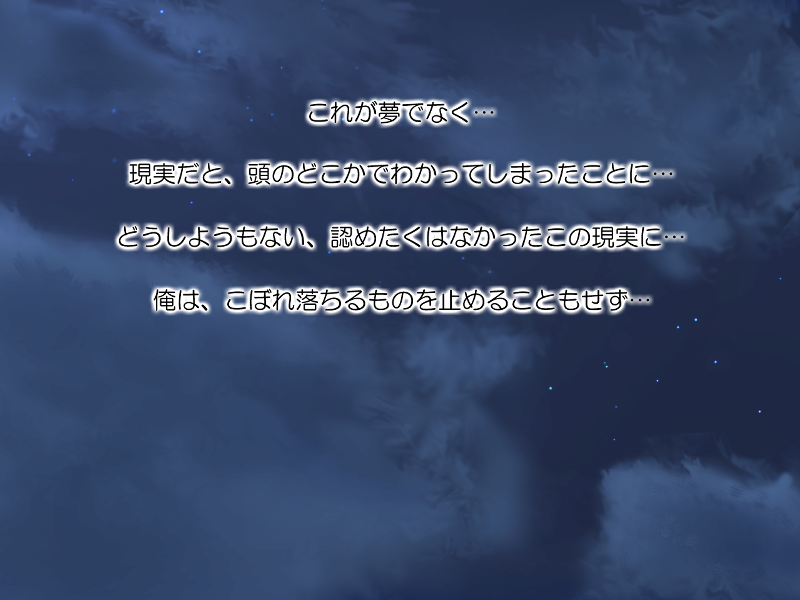 これが夢でなく…
現実だと、頭のどこかでわかってしまったことに…
どうしようもない、認めたくはなかったこの現実に…
俺は、こぼれ落ちるものを止めることもせず…